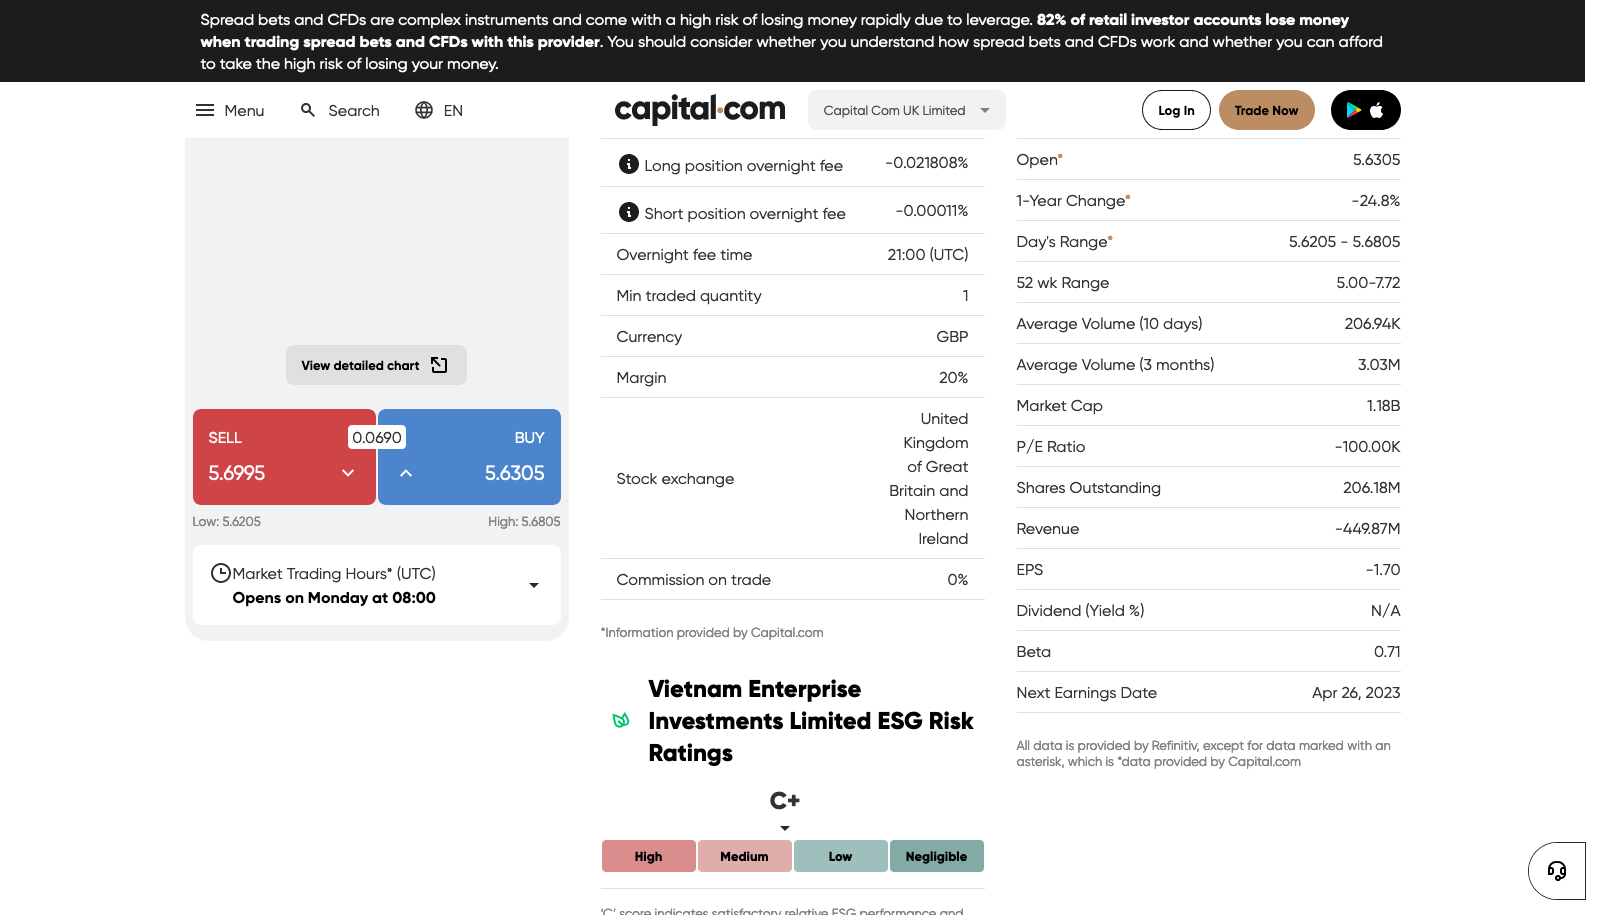 Spread bets and CFDs are complex instruments and come with a high risk of losing money rapidly due to leverage. 82% of retail investor accounts lose money
when trading spread bets and CFDs with this provider. You should consider whether you understand how spread bets and CFDs work and whether you can afford
to take the high risk of losing your money.
Menu
Search
EN
capital.com
Capital Com UK Limited
Log In
Trade Now
View detailed chart
SELL
0.0690
BUY
5.6995
5.6305
Low: 5.6205
High: 5.6805
Market Trading Hours* (UTC)
Opens on Monday at 08:00
Long position overnight fee -0.021808%
Short position overnight fee -0.00011%
Overnight fee time 21:00 (UTC)
Min traded quantity 1
Currency GBP
Margin 20%
Stock exchange
United
Kingdom
of Great
Britain and
Northern
Ireland
Commission on trade 0%
*Information provided by Capital.com
Vietnam Enterprise
Investments Limited ESG Risk
Ratings
C+
High
Medium
Low
Negligible
'C' score indicates satisfactory relative ESG performance and
Open* 5.6305
1-Year Change* -24.8%
Day's Range* 5.6205 - 5.6805
52 wk Range 5.00-7.72
Average Volume (10 days) 206.94K
Average Volume (3 months) 3.03M
Market Cap 1.18B
P/E Ratio -100.00K
Shares Outstanding 206.18M
Revenue -449.87M
EPS -1.70
Dividend (Yield %) N/A
Beta 0.71
Next Earnings Date Apr 26, 2023
All data is provided by Refinitiv, except for data marked with an
asterisk, which is *data provided by Capital.com